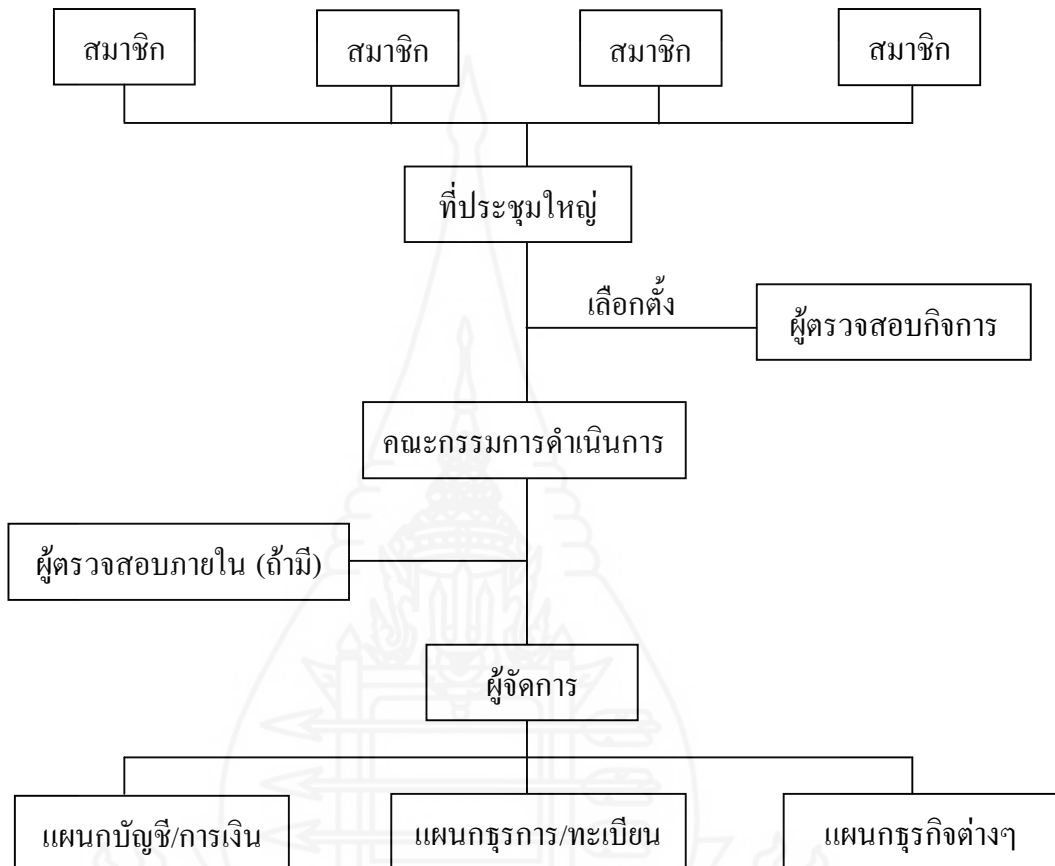 สมาชิก
สมาชิก
สมาชิก
สมาชิก
ที่ประชุมใหญ่
เลือกตั้ง
ผู้ตรวจสอบกิจการ
คณะกรรมการดำเนินการ
ผู้ตรวจสอบภายใน (ถ้ามี)
ผู้จัดการ
แผนกบัญชี/การเงิน
แผนกธุรการ/ทะเบียน
แผนกธุรกิจต่างๆ